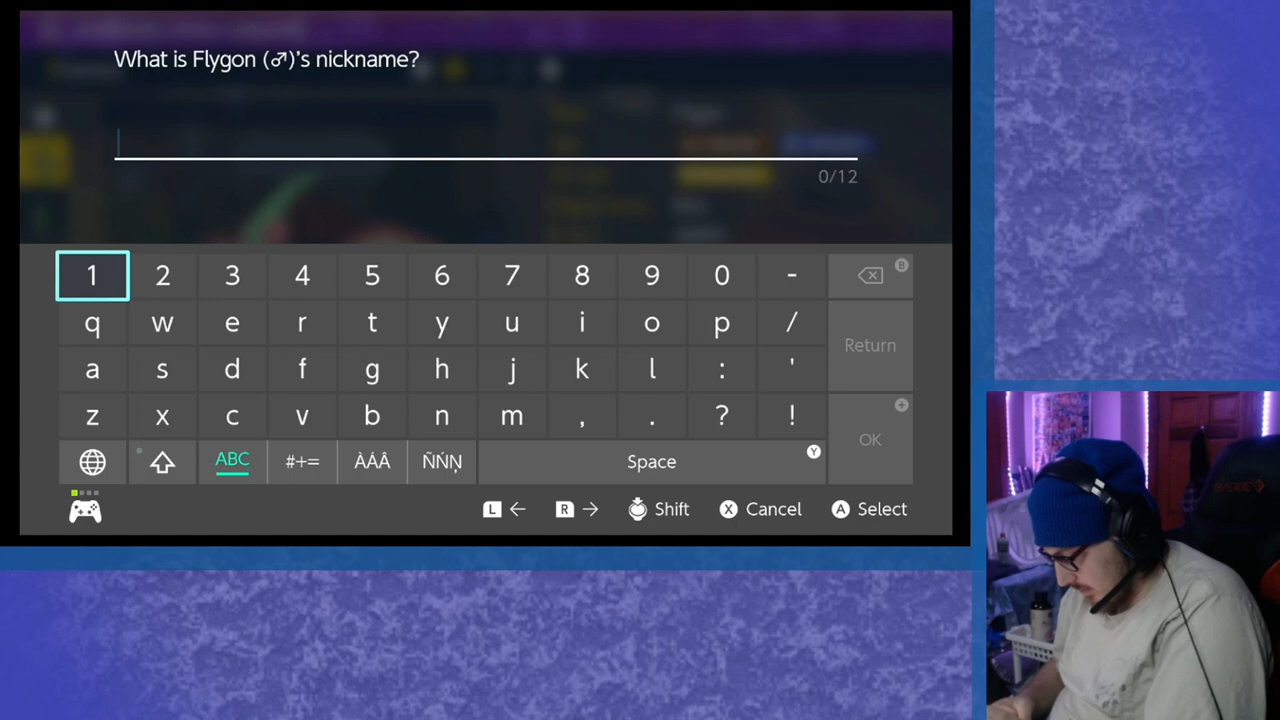 What is Flygon (♂)'s nickname?
0/12
1 2 3 4 5 6 7 8 9 0 - B
q w e r t y u i o p /
Return
a s d f g h j k l : '
z x c v b n m , . ? !
OK
ABC #+= ÀÁÂ ÑŃŅ Space Y
L ← R → Shift X Cancel A Select